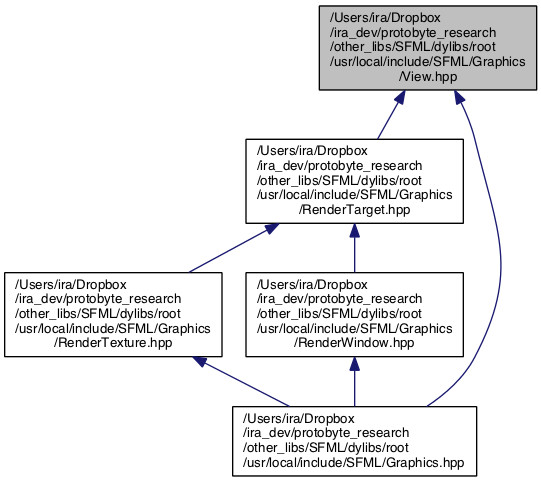 /Users/ira/Dropbox
/ira_dev/protobyte_research
/other_libs/SFML/dylibs/root
/usr/local/include/SFML/Graphics
/View.hpp
/Users/ira/Dropbox
/ira_dev/protobyte_research
/other_libs/SFML/dylibs/root
/usr/local/include/SFML/Graphics
/RenderTarget.hpp
/Users/ira/Dropbox
/ira_dev/protobyte_research
/other_libs/SFML/dylibs/root
/usr/local/include/SFML/Graphics
/RenderTexture.hpp
/Users/ira/Dropbox
/ira_dev/protobyte_research
/other_libs/SFML/dylibs/root
/usr/local/include/SFML/Graphics
/RenderWindow.hpp
/Users/ira/Dropbox
/ira_dev/protobyte_research
/other_libs/SFML/dylibs/root
/usr/local/include/SFML/Graphics.hpp